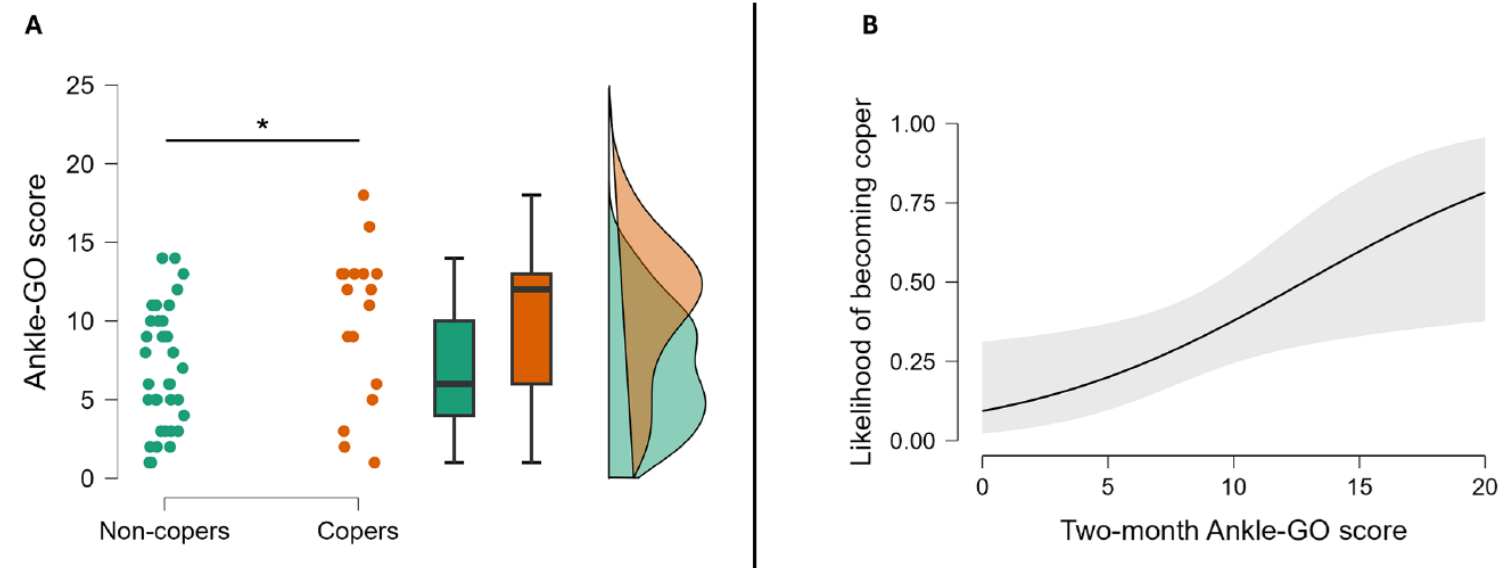 A
B
25
20
15
10
5
0
Ankle-GO score
*
Non-copers
Copers
1.00
0.75
0.50
0.25
0.00
Likelihood of becoming coper
0 5 10 15 20
Two-month Ankle-GO score